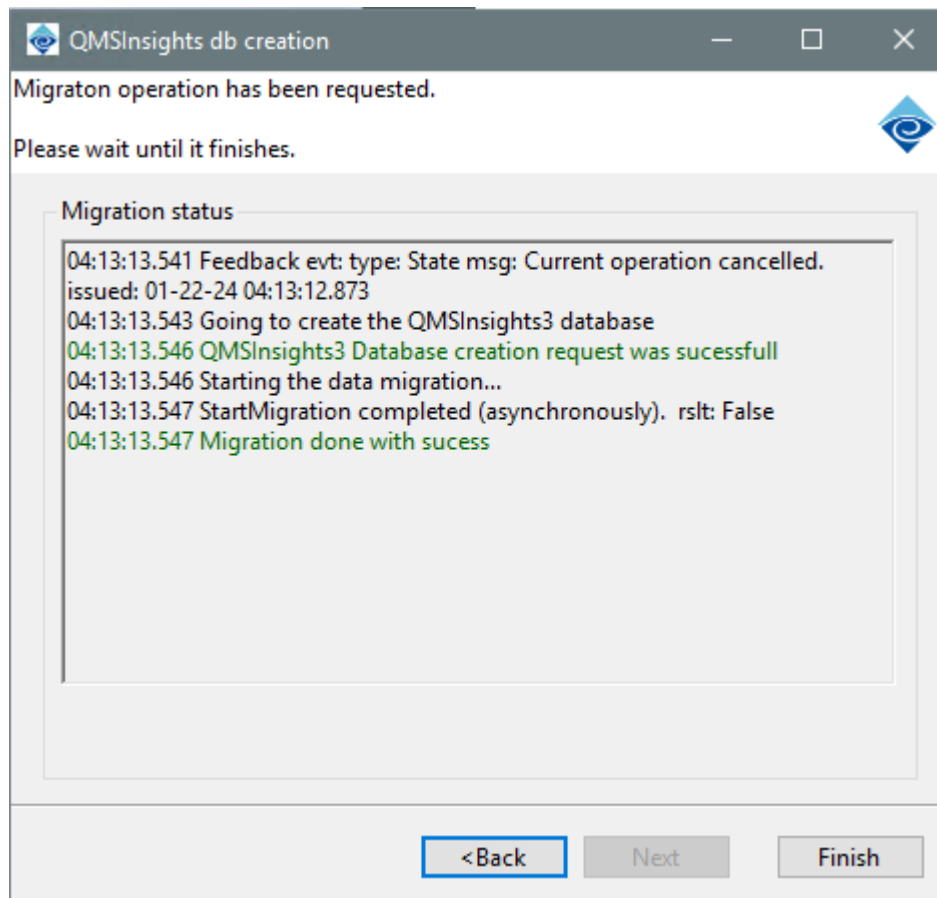 QMSInsights db creation
Migraton operation has been requested.
Please wait until it finishes.
Migration status
04:13:13.541 Feedback evt: type: State msg: Current operation cancelled.
issued: 01-22-24 04:13:12.873
04:13:13.543 Going to create the QMSInsights3 database
04:13:13.546 QMSInsights3 Database creation request was sucessfull
04:13:13.546 Starting the data migration...
04:13:13.547 StartMigration completed (asynchronously).  rslt: False
04:13:13.547 Migration done with sucess
<Back
Next
Finish